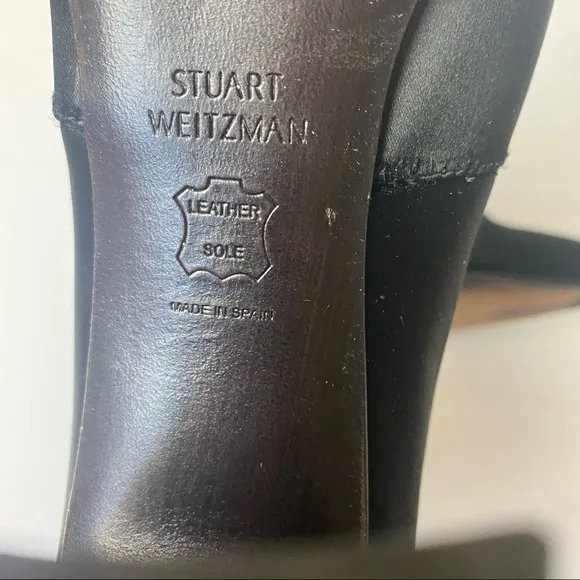 STUART
WEITZMAN
LEATHER
SOLE
MADE IN SPAIN